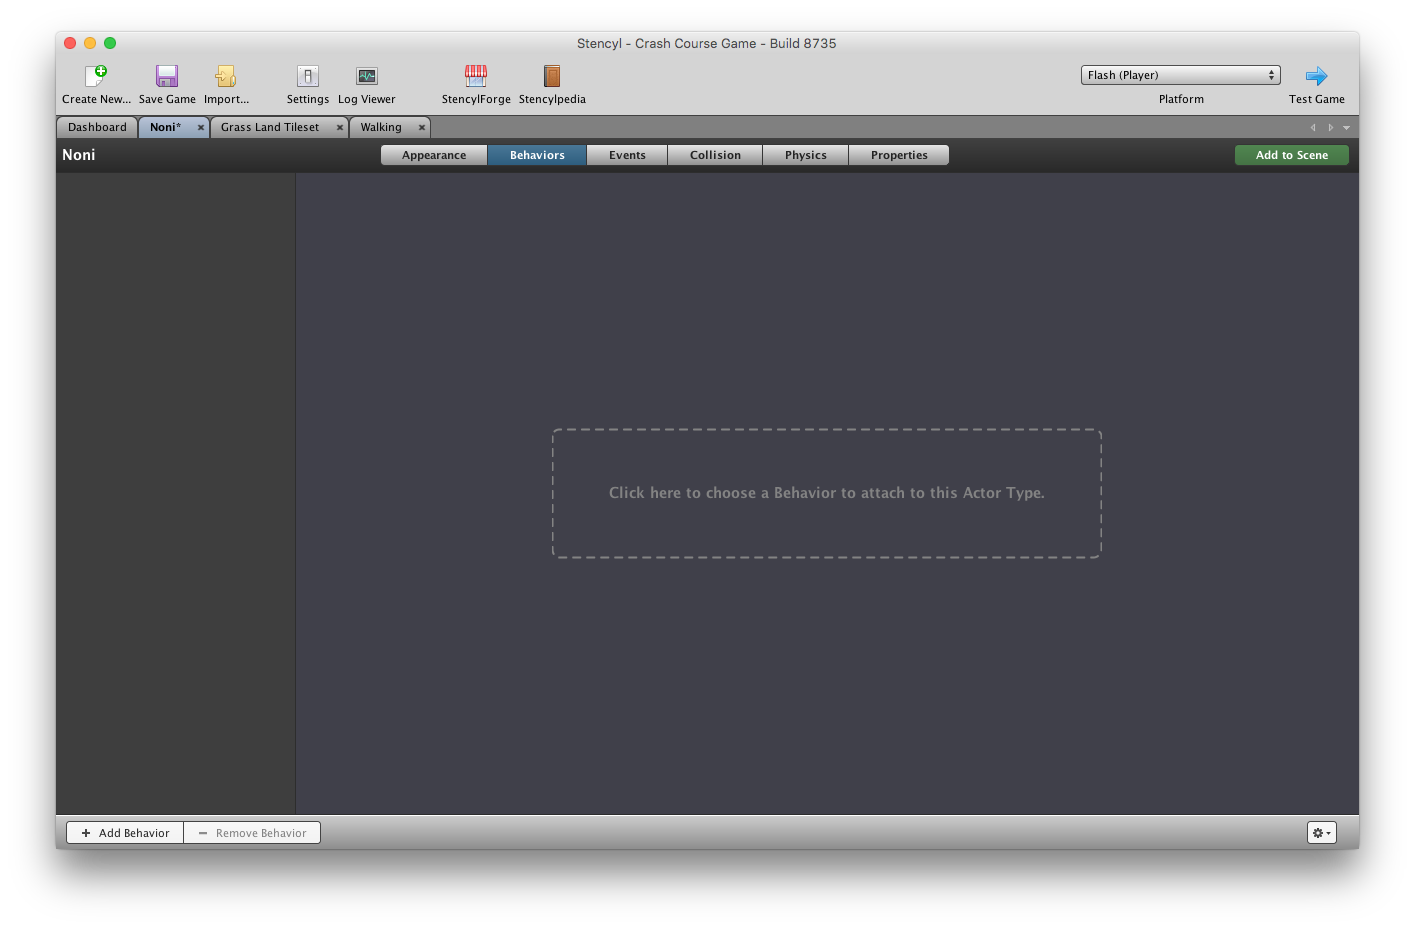 Stencyl - Crash Course Game - Build 8735
Create New... Save Game Import... Settings Log Viewer StencylForge Stencylpedia Flash (Player) Platform Test Game
Dashboard Noni* Grass Land Tileset Walking
Noni Appearance Behaviors Events Collision Physics Properties Add to Scene
Click here to choose a Behavior to attach to this Actor Type.
Add Behavior Remove Behavior